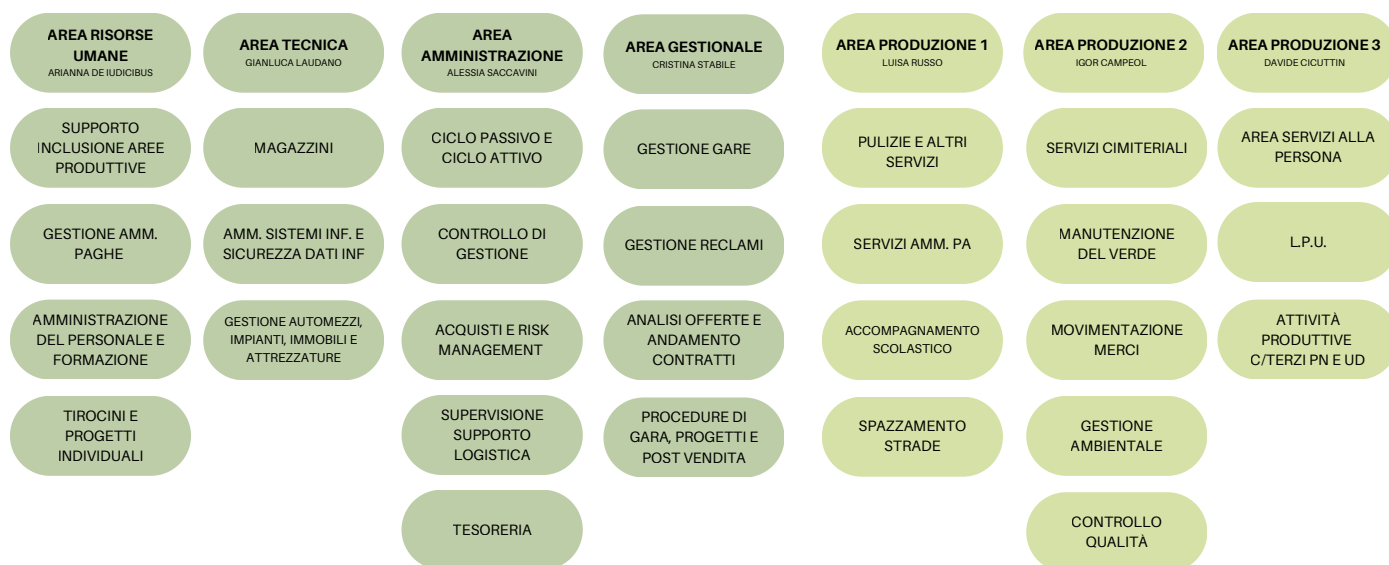 AREA RISORSE
UMANE
ARIANNA DE IUDICIBUS
SUPPORTO
INCLUSIONE AREE
PRODUTTIVE
GESTIONE AMM.
PAGHE
AMMINISTRAZIONE
DEL PERSONALE E
FORMAZIONE
TIROCINI E
PROGETTI
INDIVIDUALI
AREA TECNICA
GIANLUCA LAUDANO
MAGAZZINI
AMM. SISTEMI INF. E
SICUREZZA DATI INF
GESTIONE AUTOMEZZI,
IMPIANTI, IMMOBILI E
ATTREZZATURE
AREA
AMMINISTRAZIONE
ALESSIA SACCAVINI
CICLO PASSIVO E
CICLO ATTIVO
CONTROLLO DI
GESTIONE
ACQUISTI E RISK
MANAGEMENT
SUPERVISIONE
SUPPORTO
LOGISTICA
TESORERIA
AREA GESTIONALE
CRISTINA STABILE
GESTIONE GARE
GESTIONE RECLAMI
ANALISI OFFERTE E
ANDAMENTO
CONTRATTI
PROCEDURE DI
GARA, PROGETTI E
POST VENDITA
AREA PRODUZIONE 1
LUISA RUSSO
PULIZIE E ALTRI
SERVIZI
SERVIZI AMM. PA
ACCOMPAGNAMENTO
SCOLASTICO
SPAZZAMENTO
STRADE
AREA PRODUZIONE 2
IGOR CAMPEOL
SERVIZI CIMITERIALI
MANUTENZIONE
DEL VERDE
MOVIMENTAZIONE
MERCI
GESTIONE
AMBIENTALE
CONTROLLO
QUALITÀ
AREA PRODUZIONE 3
DAVIDE CICUTTIN
AREA SERVIZI ALLA
PERSONA
L.P.U.
ATTIVITÀ
PRODUTTIVE
C/TERZI PN E UD